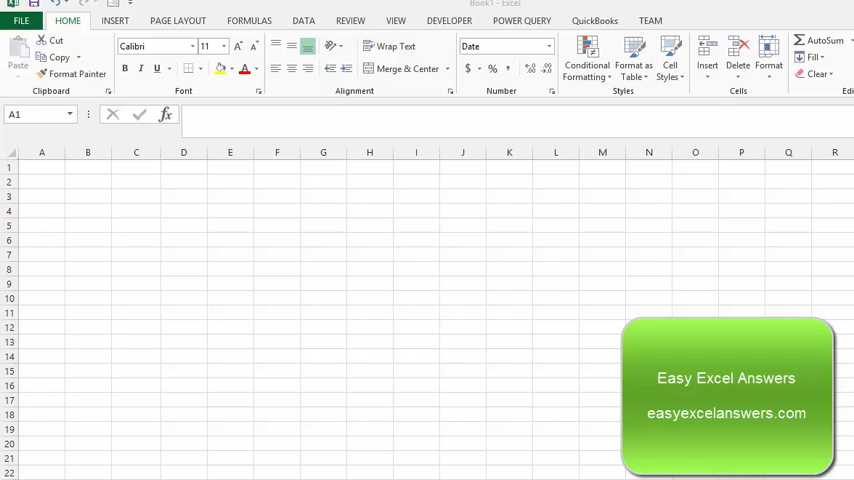 Book1 - Excel
FILE HOME INSERT PAGE LAYOUT FORMULAS DATA REVIEW VIEW DEVELOPER POWER QUERY QuickBooks TEAM
Cut Calibri 11 Wrap Text Date AutoSum
Copy Fill
Paste Format Painter B I U A Merge & Center $ % , Conditional Formatting Format as Table Cell Styles Insert Delete Format Clear
Clipboard Font Alignment Number Styles Cells
A1 fx
A B C D E F G H I J K L M N O P Q R
1
2
3
4
5
6
7
8
9
10
11
12
13
14
15
16
17
18
19
20
21
22
Easy Excel Answers
easyexcelanswers.com